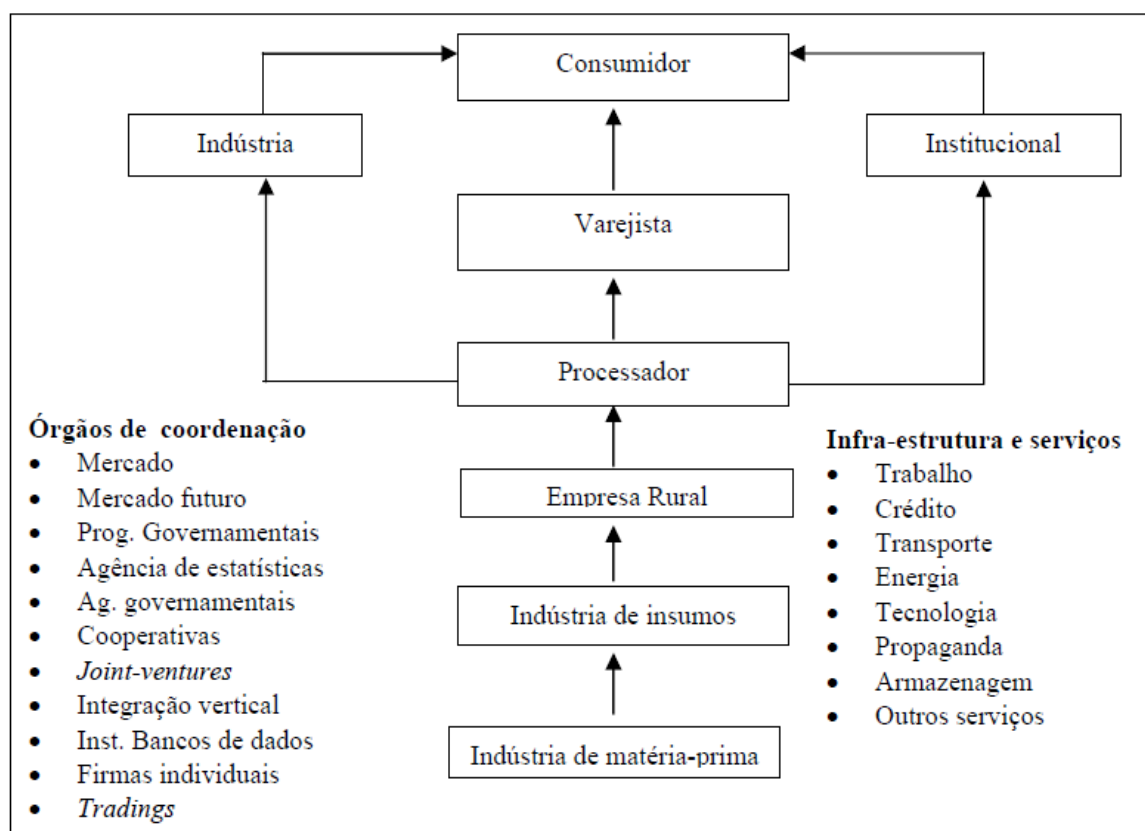 Consumidor
Indústria
Institucional
Varejista
Processador
Órgãos de coordenação
• Mercado
• Mercado futuro
• Prog. Governamentais
• Agência de estatísticas
• Ag. governamentais
• Cooperativas
• Joint-ventures
• Integração vertical
• Inst. Bancos de dados
• Firmas individuais
• Tradings
Empresa Rural
Indústria de insumos
Indústria de matéria-prima
Infra-estrutura e serviços
• Trabalho
• Crédito
• Transporte
• Energia
• Tecnologia
• Propaganda
• Armazenagem
• Outros serviços